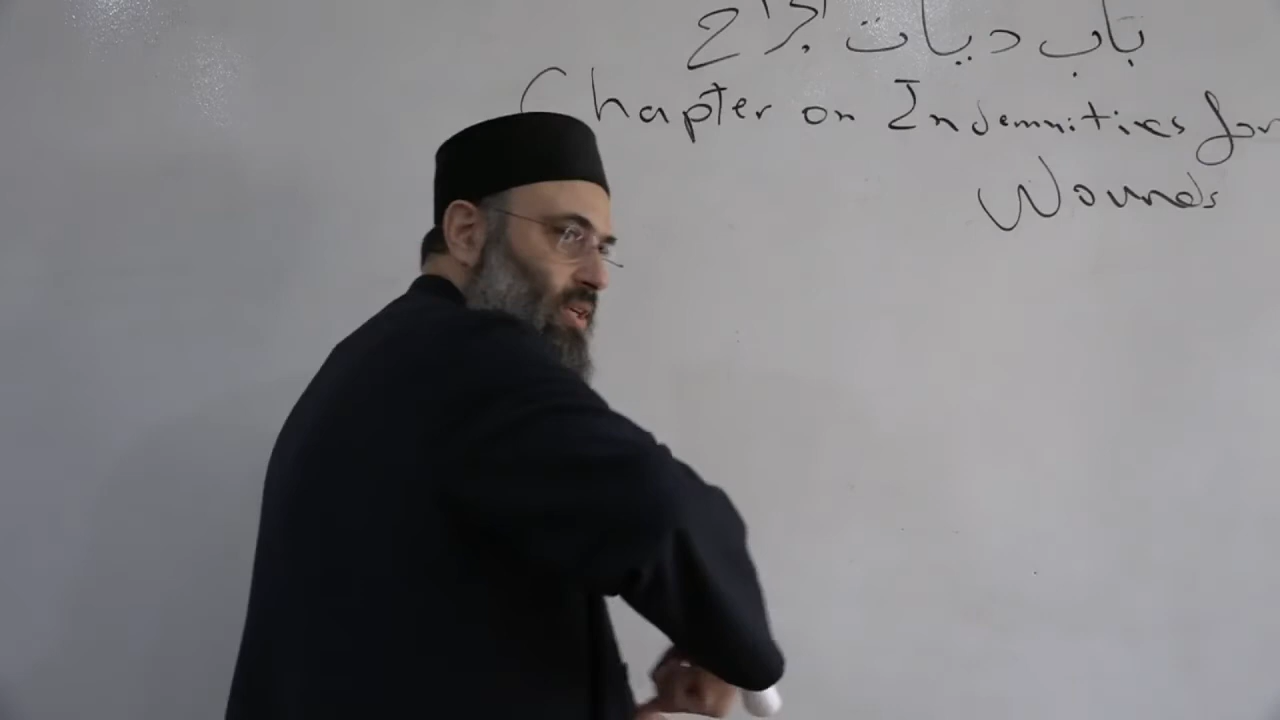 باب ديات الجراح
Chapter on Indemnities for
Wounds